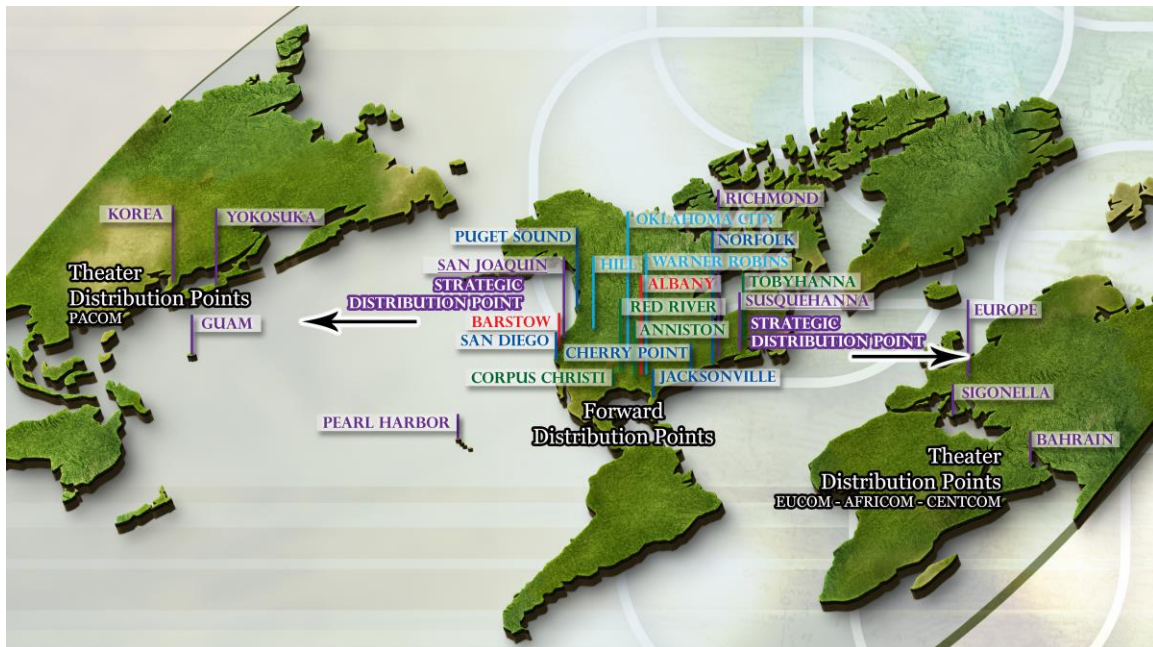 KOREA
YOKOSUKA
Theater
Distribution Points
PACOM
GUAM
PEARL HARBOR
PUGET SOUND
SAN JOAQUIN
STRATEGIC
DISTRIBUTION POINT
BARSTOW
SAN DIEGO
CORPUS CHRISTI
CHERRY POINT
HILL
RICHMOND
OKLAHOMA CITY
NORFOLK
WARNER ROBINS
ALBANY
TOBYHANNA
RED RIVER
SUSQUEHANNA
ANNISTON
STRATEGIC
DISTRIBUTION POINT
JACKSONVILLE
Forward
Distribution Points
EUROPE
SIGONELLA
BAHRAIN
Theater
Distribution Points
EUCOM - AFRICOM - CENTCOM